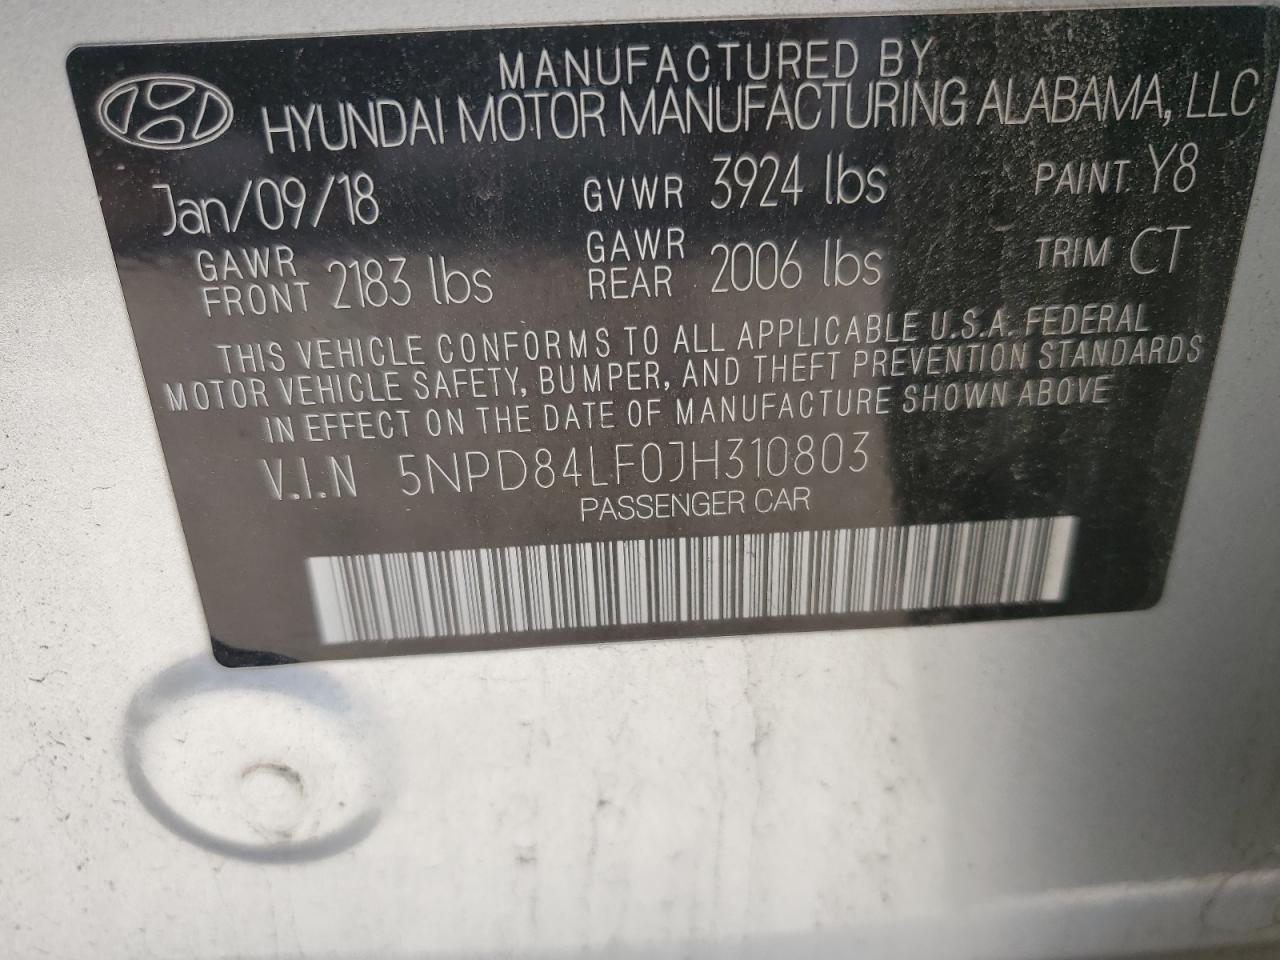 MANUFACTURED BY
HYUNDAI MOTOR MANUFACTURING ALABAMA, LLC
Jan/09/18 GVWR 3924 lbs PAINT Y8
GAWR FRONT 2183 lbs GAWR REAR 2006 lbs TRIM CT
THIS VEHICLE CONFORMS TO ALL APPLICABLE U.S.A. FEDERAL
MOTOR VEHICLE SAFETY, BUMPER, AND THEFT PREVENTION STANDARDS
IN EFFECT ON THE DATE OF MANUFACTURE SHOWN ABOVE
V.I.N 5NPD84LF0JH310803
PASSENGER CAR